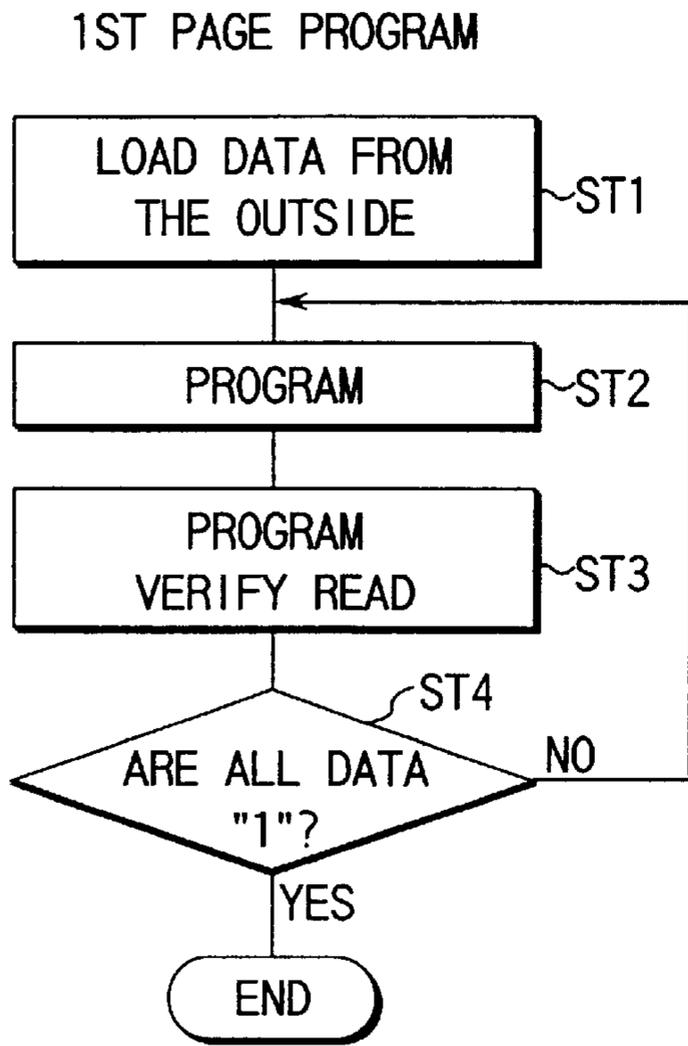 1ST PAGE PROGRAM
LOAD DATA FROM
THE OUTSIDE
ST1
PROGRAM
ST2
PROGRAM
VERIFY READ
ST3
ST4
ARE ALL DATA
"1"?
NO
YES
END